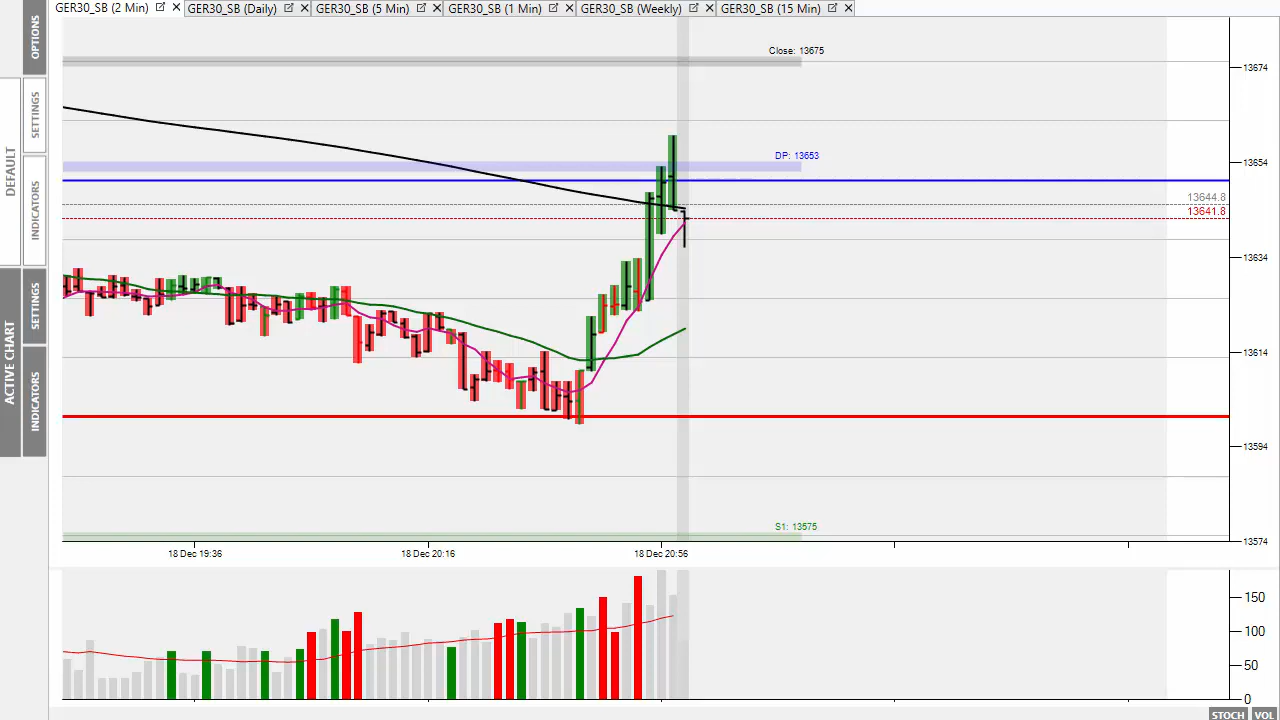 GER30_SB (2 Min) GER30_SB (Daily) GER30_SB (5 Min) GER30_SB (1 Min) GER30_SB (Weekly) GER30_SB (15 Min)
OPTIONS
SETTINGS
DEFAULT
INDICATORS
SETTINGS
ACTIVE CHART
INDICATORS
Close: 13675
13674
DP: 13653
13654
13644.8
13641.8
13634
13614
13594
S1: 13575
13574
18 Dec 19:36 18 Dec 20:16 18 Dec 20:56
150
100
50
0
STOCH VOL